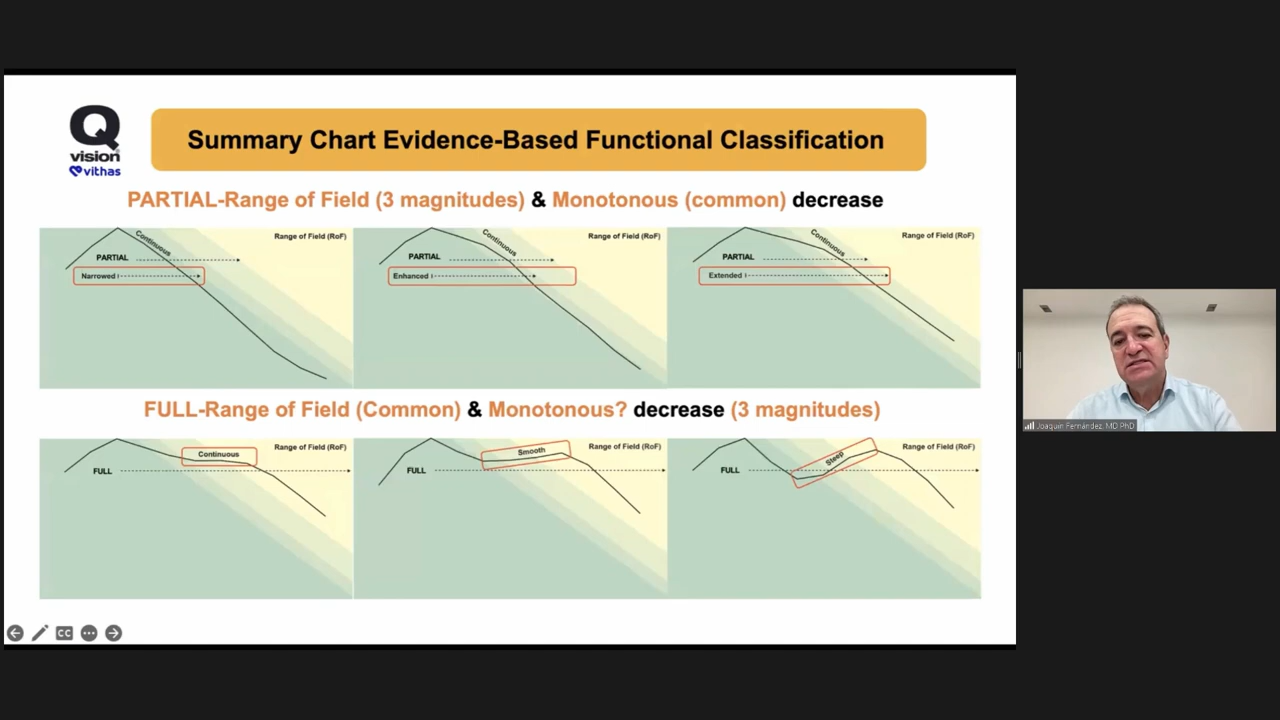 Q
vision
vithas
Summary Chart Evidence-Based Functional Classification
PARTIAL-Range of Field (3 magnitudes) & Monotonous (common) decrease
Continuous
Range of Field (RoF)
PARTIAL
Narrowed
Continuous
Range of Field (RoF)
PARTIAL
Enhanced
Continuous
Range of Field (RoF)
PARTIAL
Extended
FULL-Range of Field (Common) & Monotonous? decrease (3 magnitudes)
Continuous
Range of Field (RoF)
FULL
Smooth
Range of Field (RoF)
FULL
Steep
Range of Field (RoF)
FULL
CC
Joaquín Fernández, MD PhD